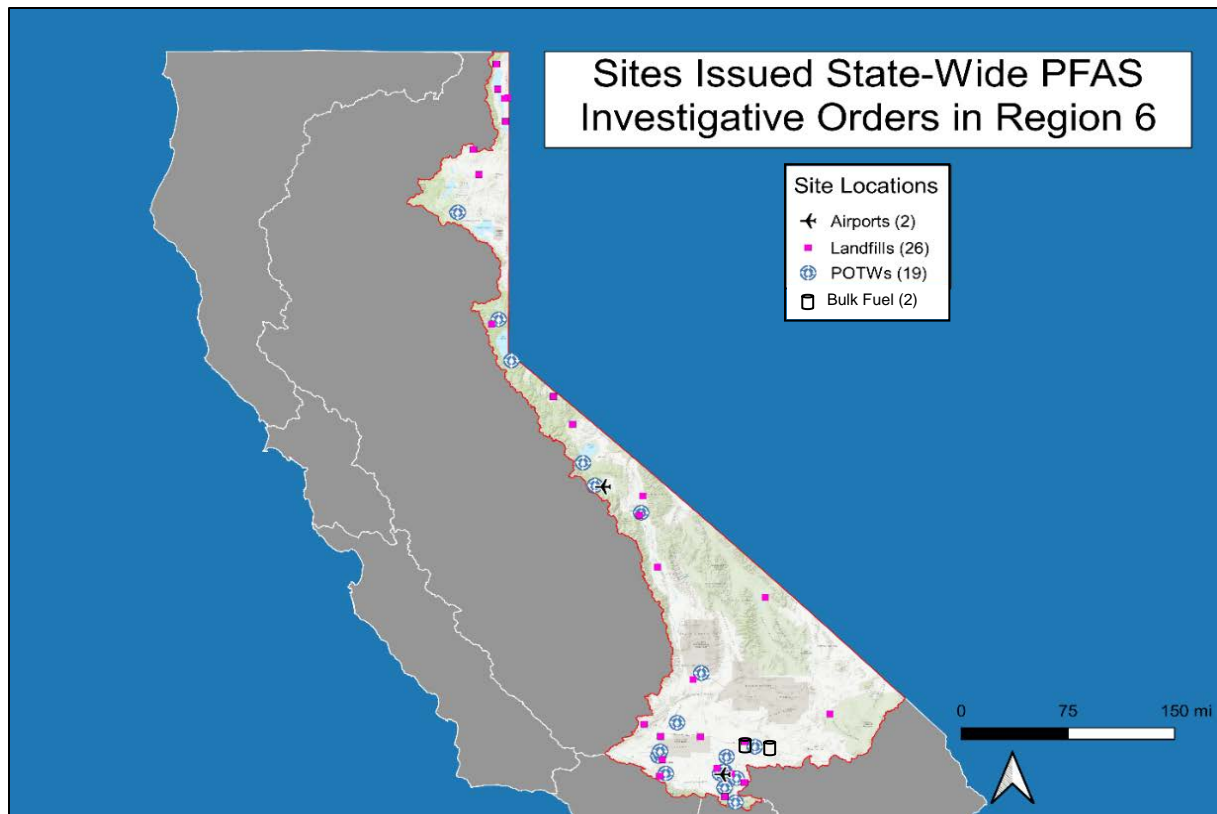 Sites Issued State-Wide PFAS
Investigative Orders in Region 6
Site Locations
Airports (2)
Landfills (26)
POTWs (19)
Bulk Fuel (2)
0 75 150 mi